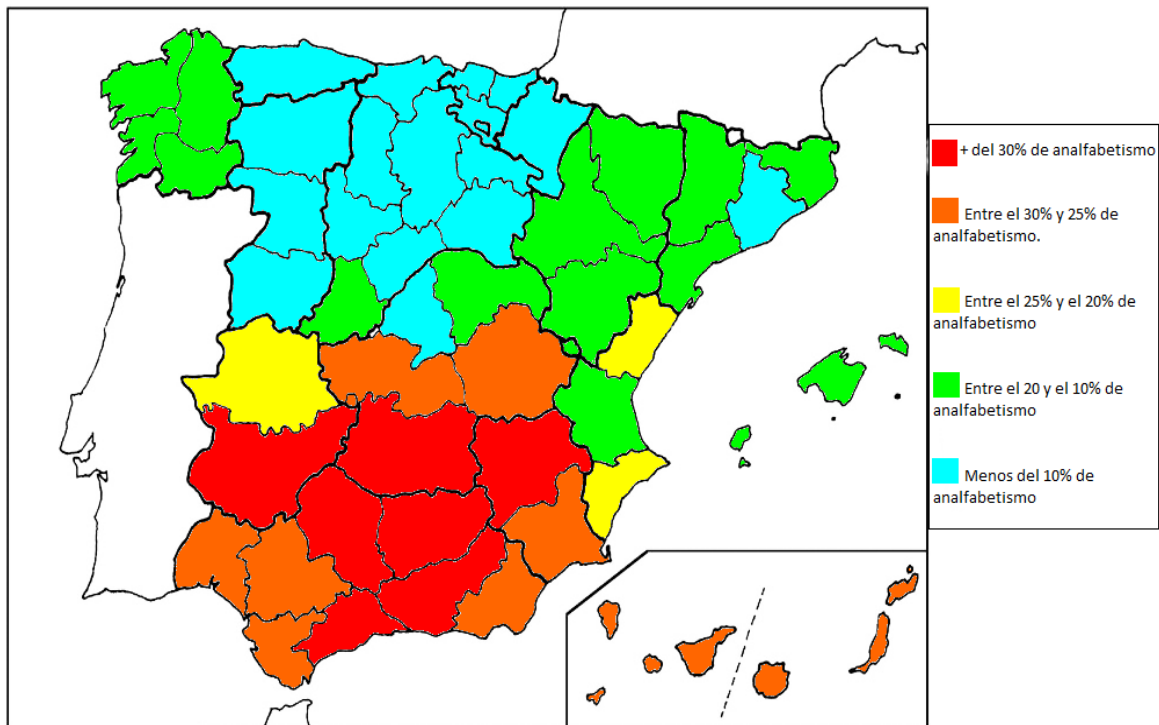 + del 30% de analfabetismo
Entre el 30% y 25% de
analfabetismo.
Entre el 25% y el 20% de
analfabetismo
Entre el 20 y el 10% de
analfabetismo
Menos del 10% de
analfabetismo